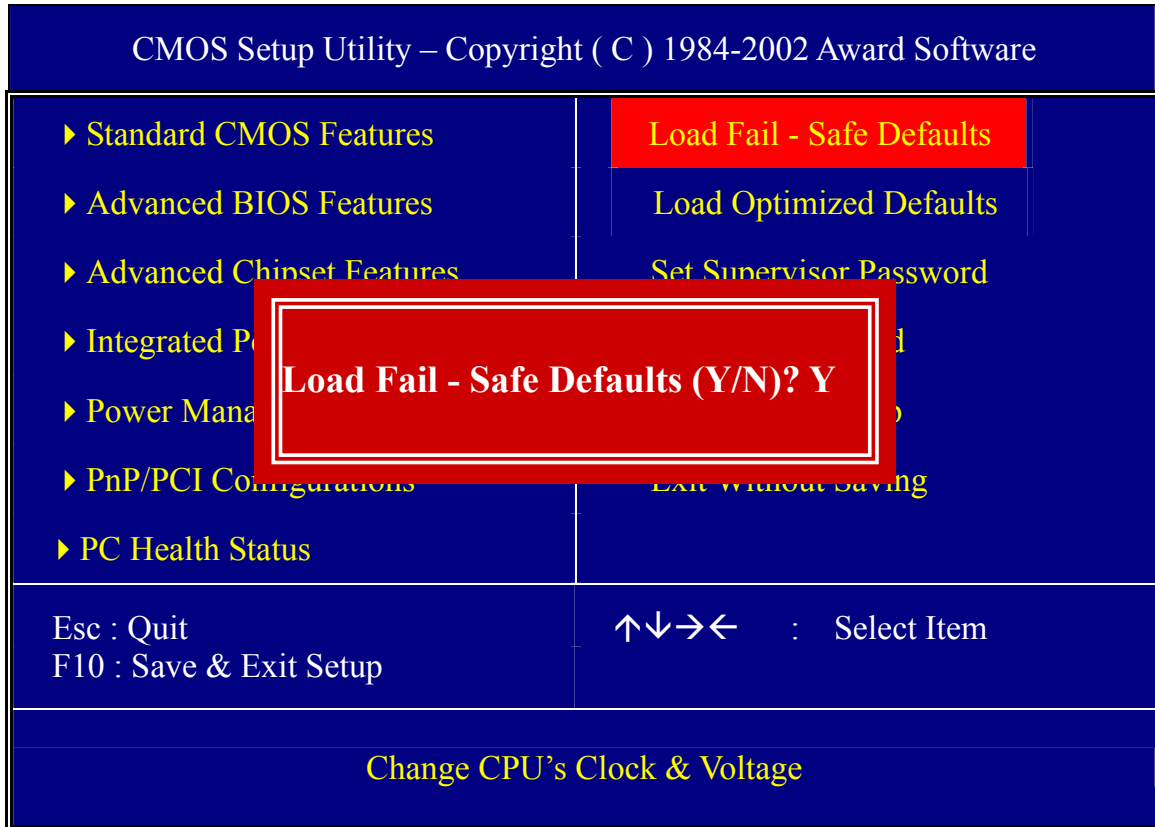 CMOS Setup Utility – Copyright ( C ) 1984-2002 Award Software
Standard CMOS Features
Advanced BIOS Features
Advanced Chipset Features
Integrated
Power
PnP/PCI Configurations
PC Health Status
Load Fail - Safe Defaults
Load Optimized Defaults
Set Supervisor Password
Exit Without Saving
Load Fail - Safe Defaults (Y/N)? Y
Esc : Quit
F10 : Save & Exit Setup
↑↓→← : Select Item
Change CPU’s Clock & Voltage